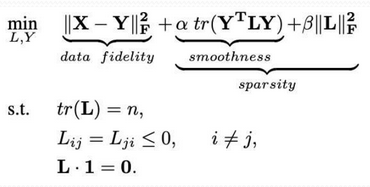 min ‖X − Y‖²_F + α tr(YᵀLY) + β‖L‖²_F
L,Y
data fidelity smoothness
sparsity
s.t. tr(L) = n,
L_ij = L_ji ≤ 0, i ≠ j,
L · 1 = 0.